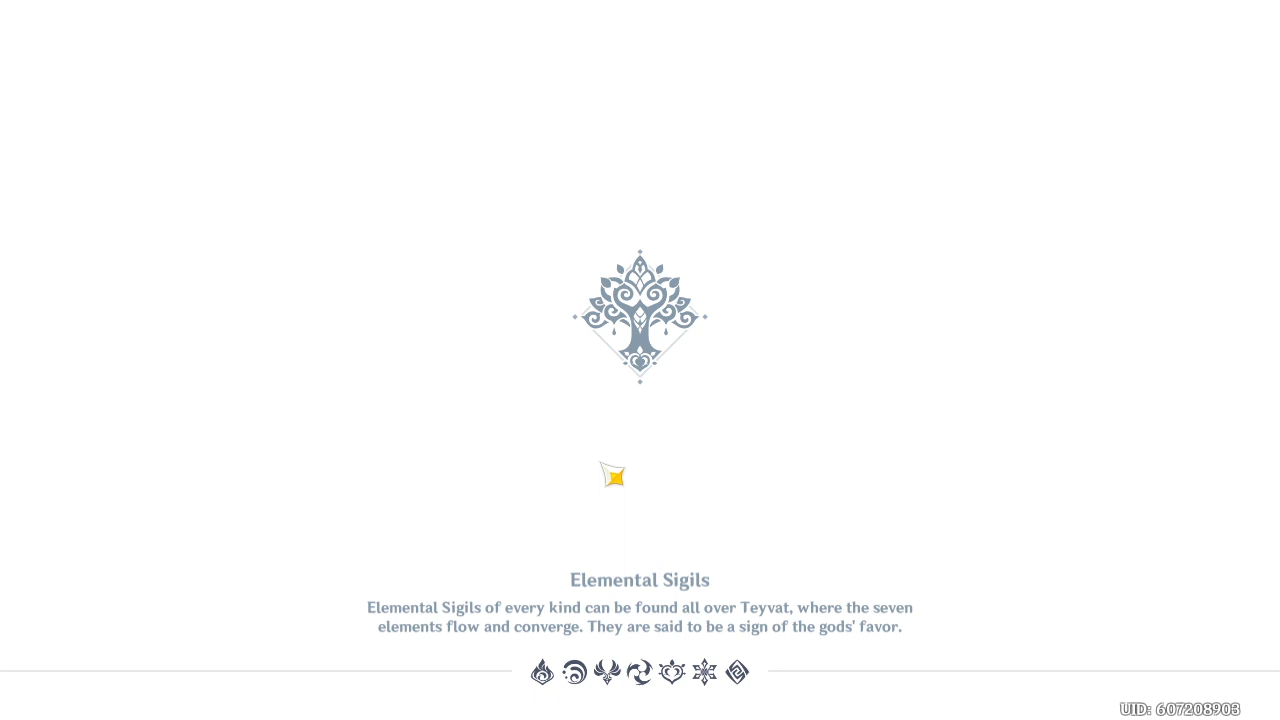 Elemental Sigils
Elemental Sigils of every kind can be found all over Teyvat, where the seven
elements flow and converge. They are said to be a sign of the gods' favor.
UID: 607208903